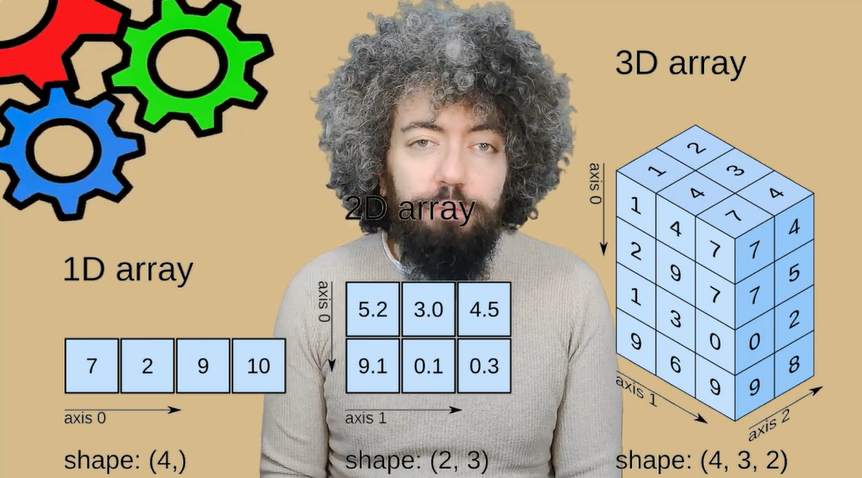 3D array
2D array
1D array
axis 0
5.2 3.0 4.5
9.1 0.1 0.3
axis 1
shape: (2, 3)
7 2 9 10
axis 0
shape: (4,)
axis 0
1 2
4 3
7 4
1 4 7
2 9 7
1 3 0
9 6 9
7 4
7 5
0 2
9 8
axis 1
axis 2
shape: (4, 3, 2)